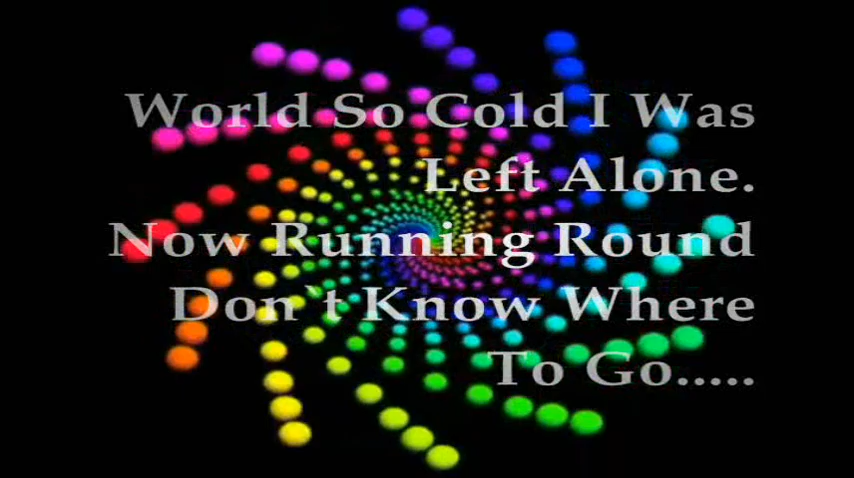 World So Cold I Was
Left Alone.
Now Running Round
Don`t Know Where
To Go.....